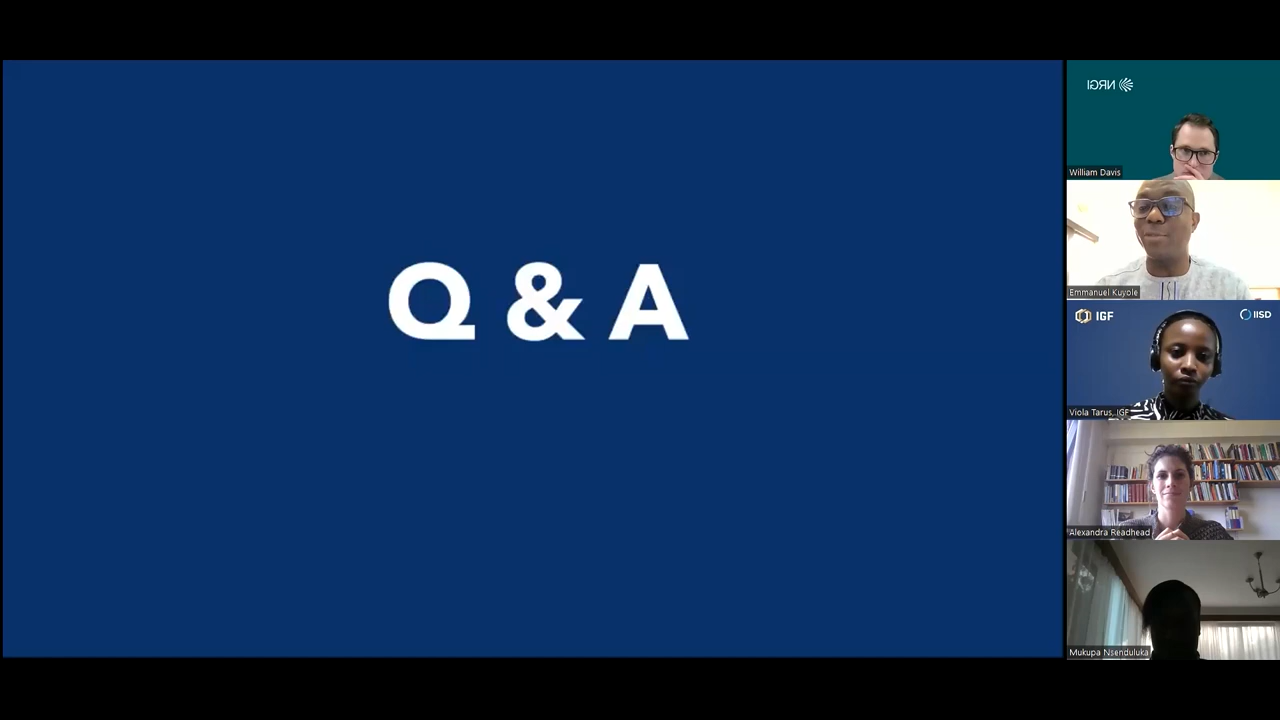 Q & A
NRGI
William Davis
Emmanuel Kuyole
IGF
IISD
Viola Tarus, IGF
Alexandra Readhead
Mukupa Nsenduluka